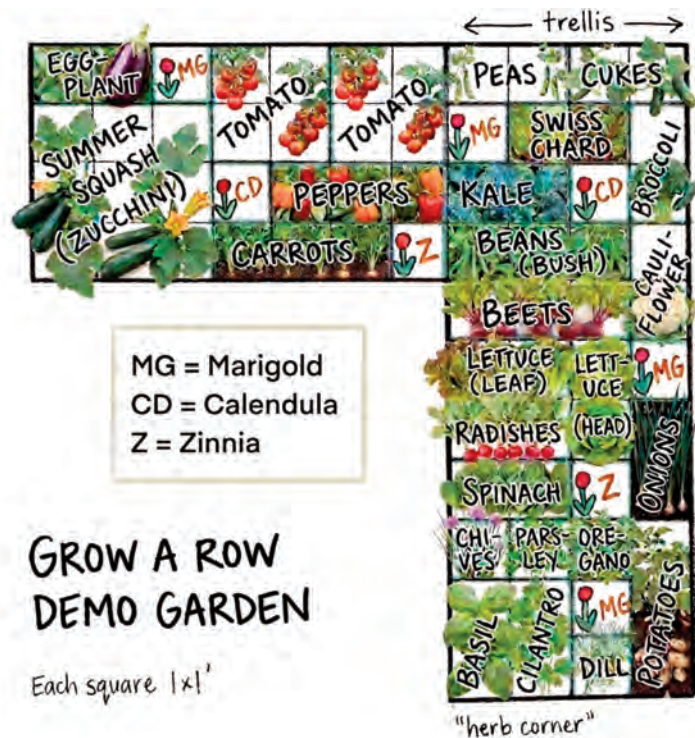 trellis
EGG-
PLANT
MG
TOMATO
TOMATO
PEAS
CUKES
SUMMER
SQUASH
(ZUCCHINI)
MG
SWISS
CHARD
BROCCOLI
CD
PEPPERS
KALE
CD
CARROTS
Z
BEANS
(BUSH)
CAULI-
FLOWER
BEETS
LETTUCE
(LEAF)
LETT-
UCE
(HEAD)
MG
RADISHES
ONIONS
SPINACH
Z
CHI-
VES
PARS-
LEY
ORE-
GANO
POTATOES
BASIL
CILANTRO
MG
DILL
"herb corner"
MG = Marigold
CD = Calendula
Z = Zinnia
GROW A ROW
DEMO GARDEN
Each square 1x1'